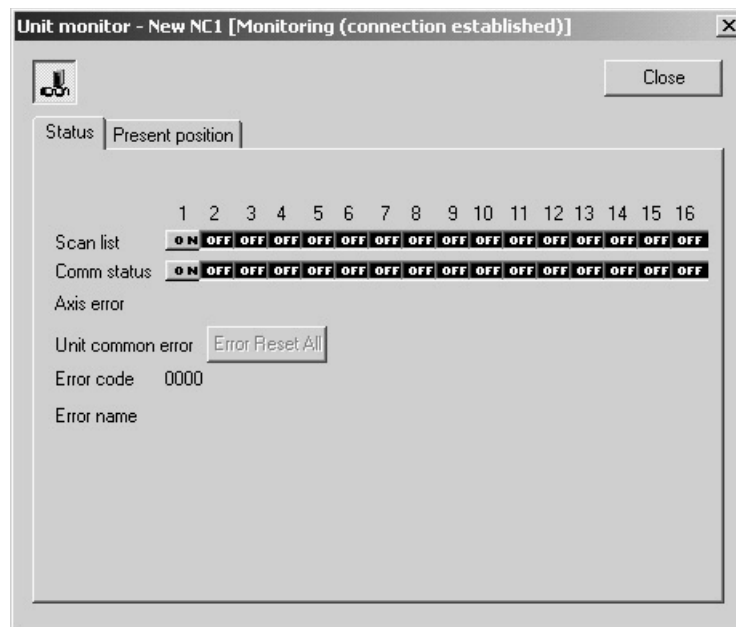 Unit monitor - New NC1 [Monitoring (connection established)]
Close
Status Present position
1 2 3 4 5 6 7 8 9 10 11 12 13 14 15 16
Scan list ON OFF OFF OFF OFF OFF OFF OFF OFF OFF OFF OFF OFF OFF OFF OFF
Comm status ON OFF OFF OFF OFF OFF OFF OFF OFF OFF OFF OFF OFF OFF OFF OFF
Axis error
Unit common error Error Reset All
Error code 0000
Error name